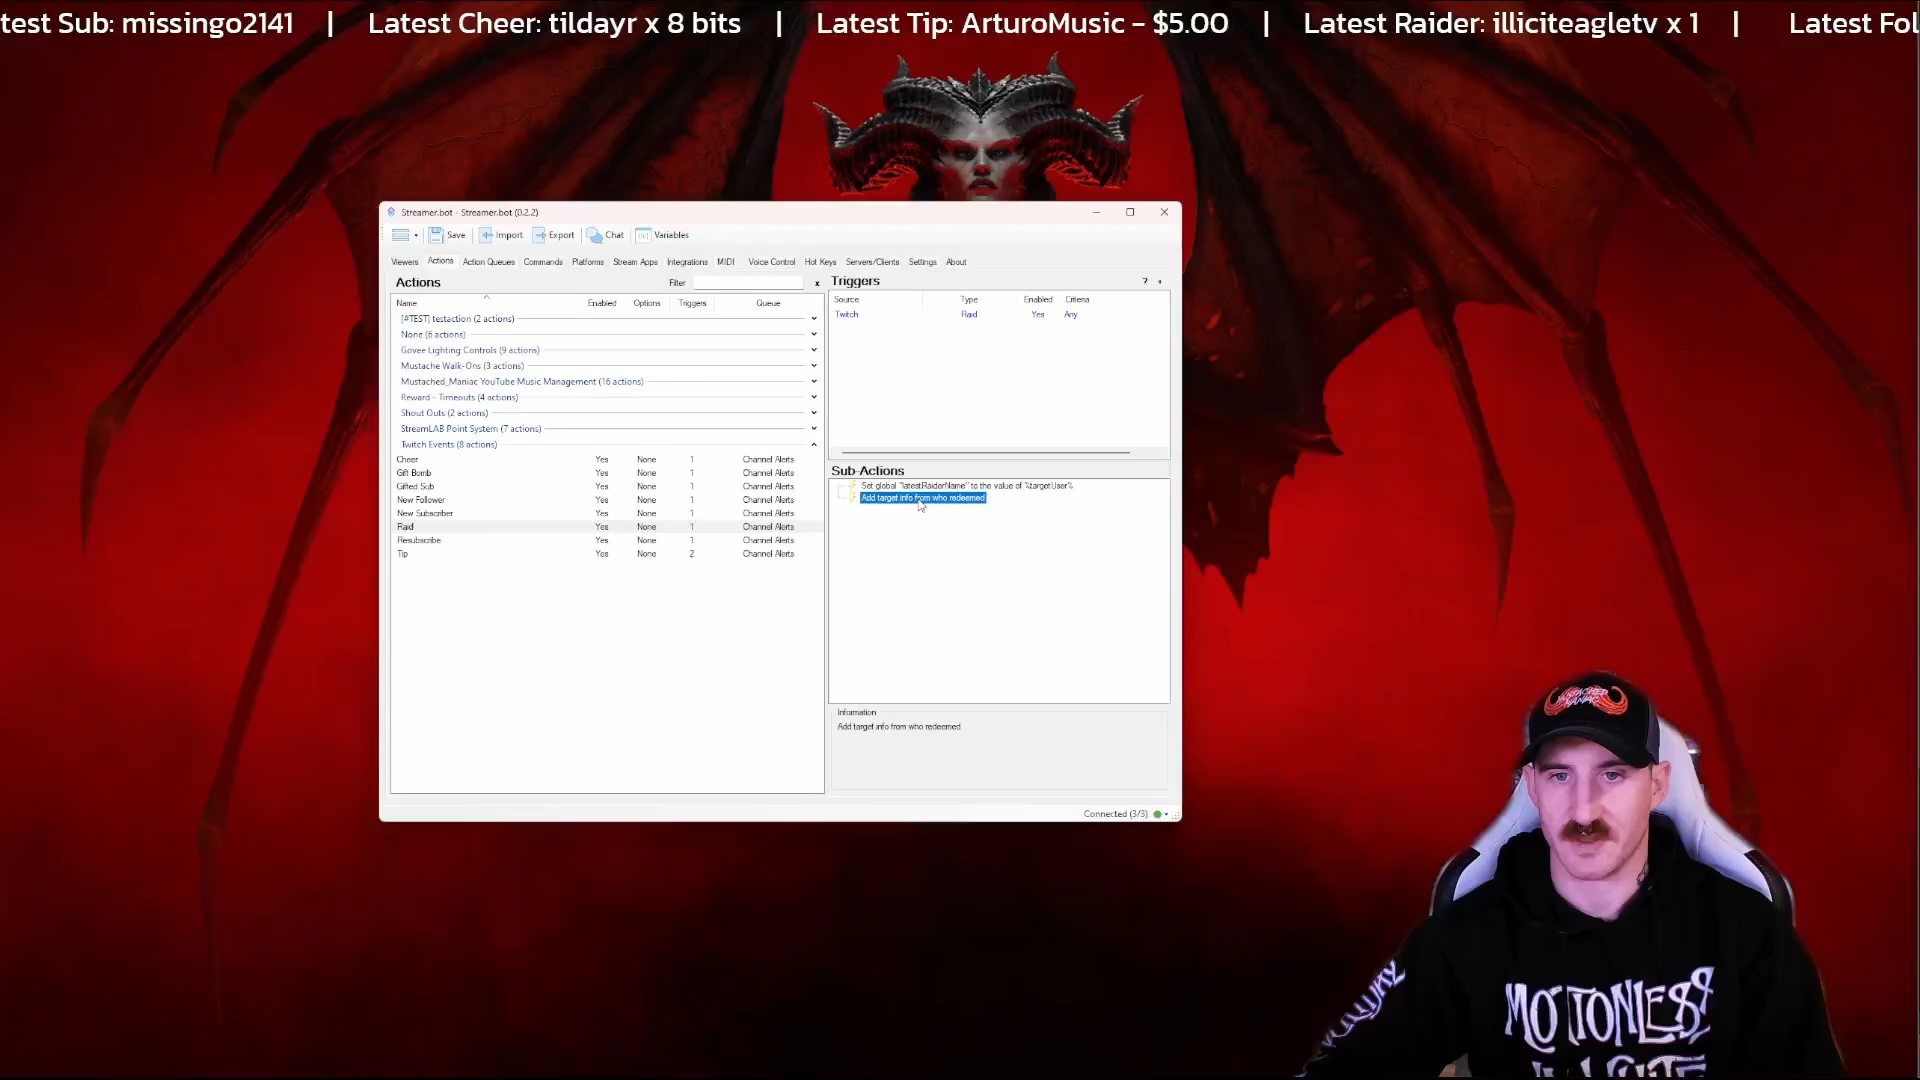 test Sub: missingo2141 | Latest Cheer: tildayr x 8 bits | Latest Tip: ArturoMusic - $5.00 | Latest Raider: illiciteagletv x 1 | Latest Fol
Streamer.bot - Streamer.bot (0.2.2)
Save Import Export Chat Variables
Viewers Actions Action Queues Commands Platforms Stream Apps Integrations MIDI Voice Control Hot Keys Servers/Clients Settings About
Actions Filter x
Name Enabled Options Triggers Queue
[#TEST] testaction (2 actions)
None (6 actions)
Govee Lighting Controls (9 actions)
Mustache Walk-Ons (3 actions)
Mustached_Maniac YouTube Music Management (16 actions)
Reward - Timeouts (4 actions)
Shout Outs (2 actions)
StreamLAB Point System (7 actions)
Twitch Events (8 actions)
Cheer Yes None 1 Channel Alerts
Gift Bomb Yes None 1 Channel Alerts
Gifted Sub Yes None 1 Channel Alerts
New Follower Yes None 1 Channel Alerts
New Subscriber Yes None 1 Channel Alerts
Raid Yes None 1 Channel Alerts
Resubscribe Yes None 1 Channel Alerts
Tip Yes None 2 Channel Alerts
Triggers ? +
Source Type Enabled Criteria
Twitch Raid Yes Any
Sub-Actions
Set global "latestRaiderName" to the value of %targetUser%
Add target info from who redeemed
Information
Add target info from who redeemed
Connected (3/3)
MUSTACHED
MANIAC
MOTIONLESS